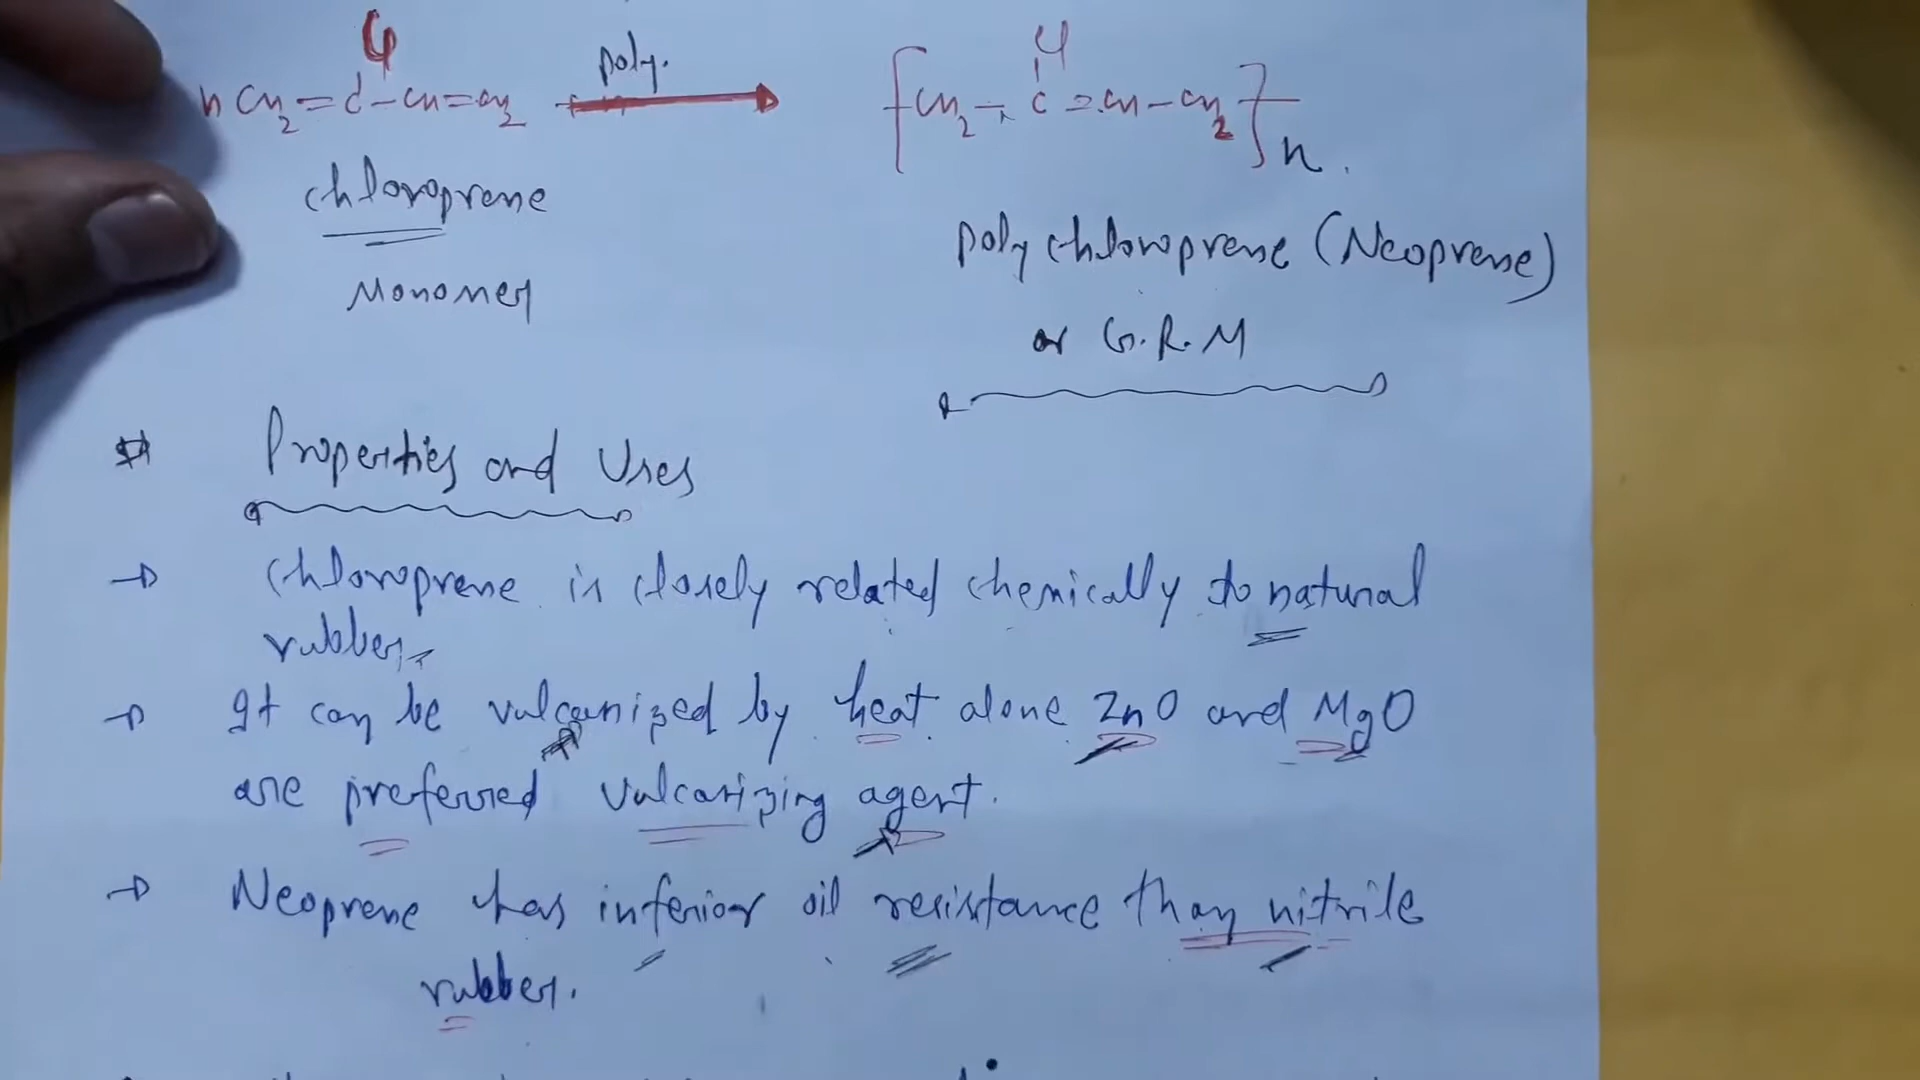 Cl
nCH2=C-CH=CH2 poly.
Cl
[CH2-C=CH-CH2]n.
chloroprene
Monomer
poly chloroprene (Neoprene)
or G.R.M
Properties and Uses
→ Chloroprene is closely related chemically to natural
rubber.
→ It can be vulcanized by heat alone ZnO and MgO
are preferred vulcanizing agent.
→ Neoprene has inferior oil resistance than nitrile
rubber.